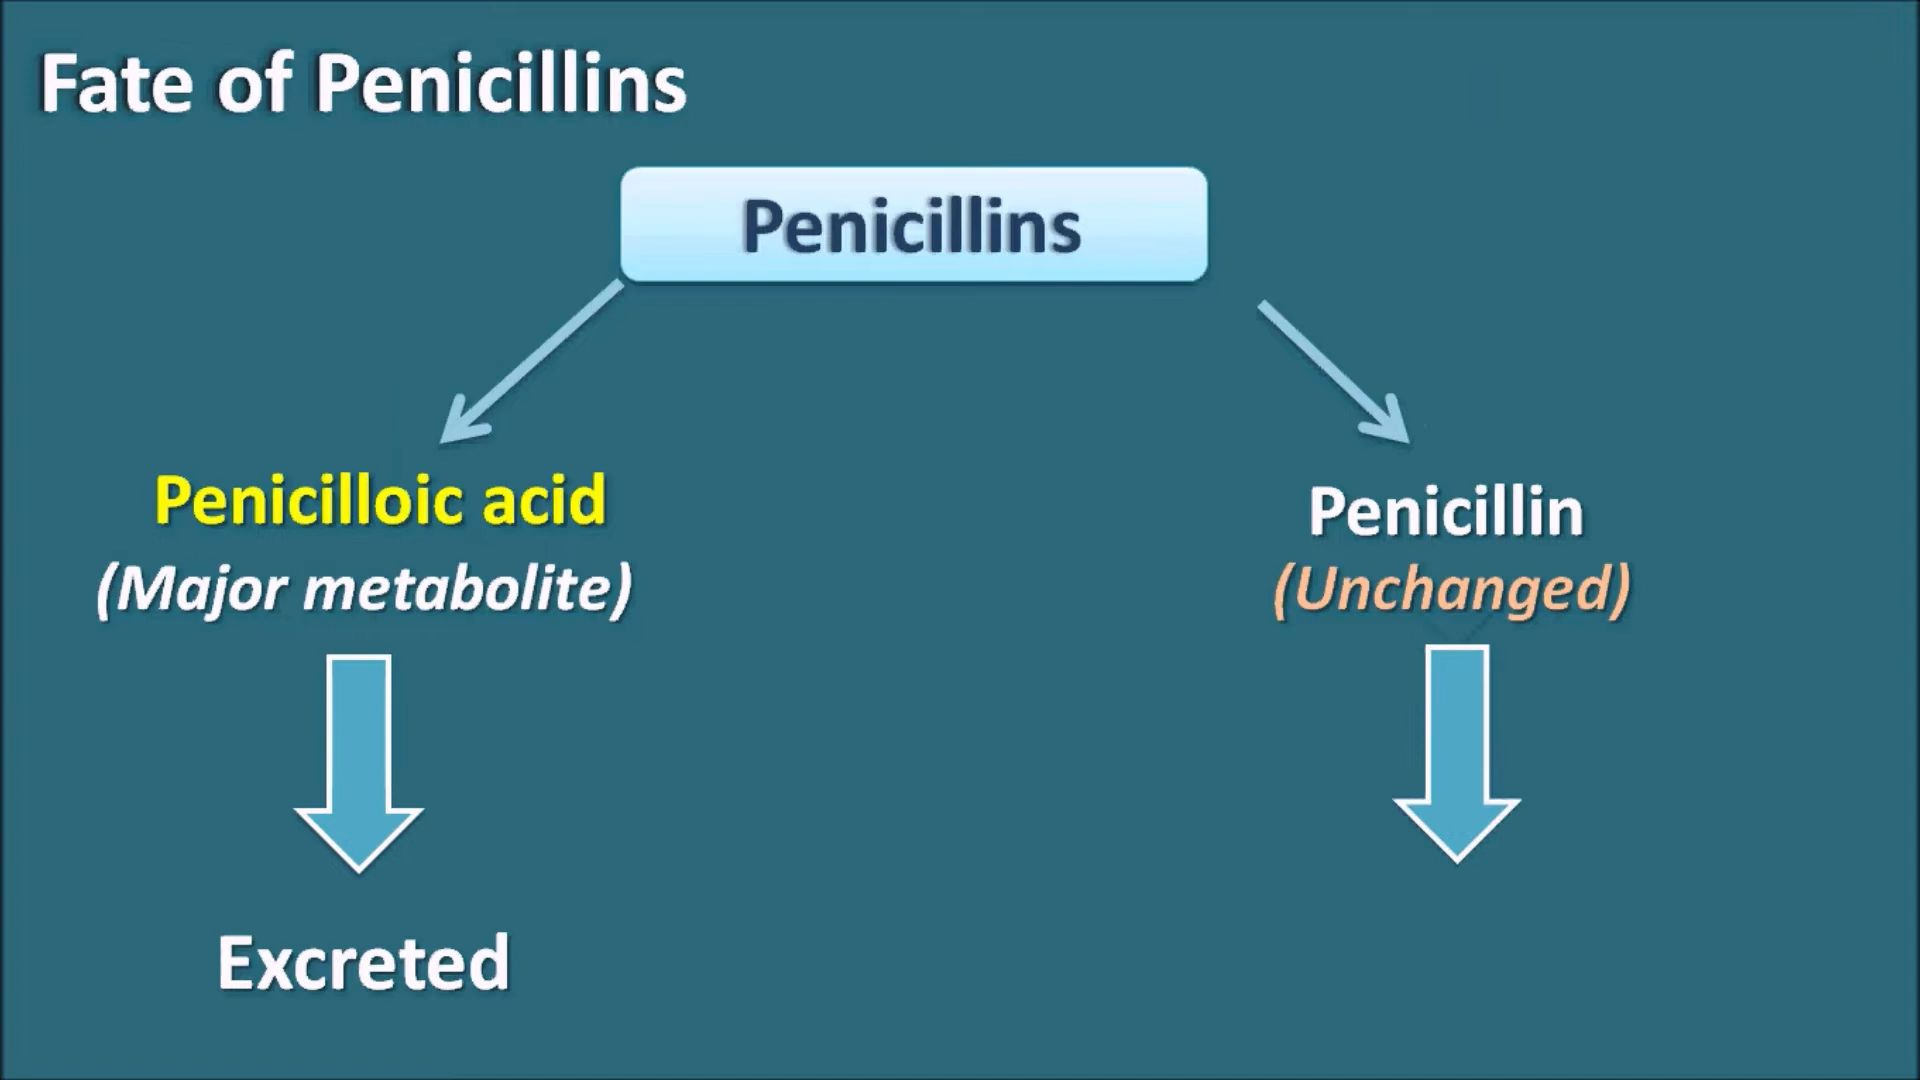 Fate of Penicillins
Penicillins
Penicilloic acid
(Major metabolite)
Penicillin
(Unchanged)
Excreted